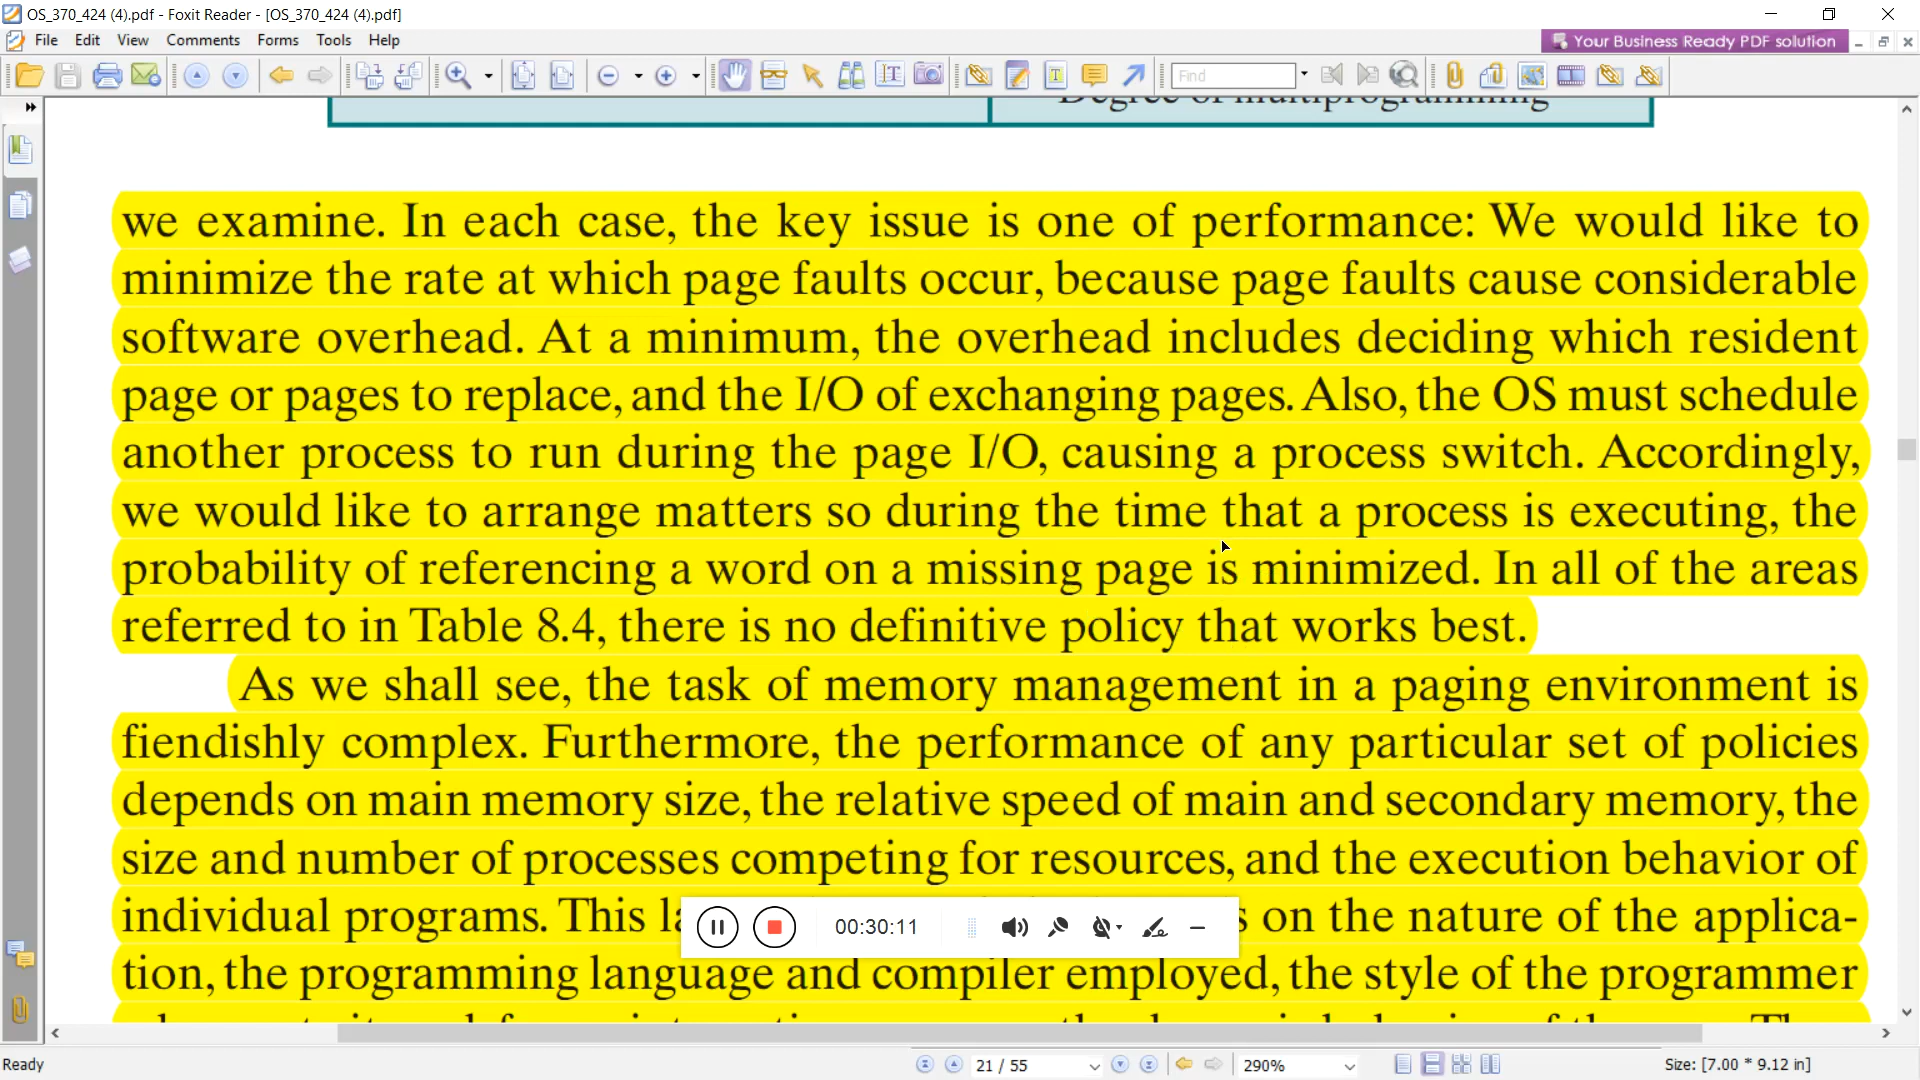 OS_370_424 (4).pdf - Foxit Reader - [OS_370_424 (4).pdf]
File Edit View Comments Forms Tools Help
Your Business Ready PDF solution
Find
Degree of multiprogramming
we examine. In each case, the key issue is one of performance: We would like to
minimize the rate at which page faults occur, because page faults cause considerable
software overhead. At a minimum, the overhead includes deciding which resident
page or pages to replace, and the I/O of exchanging pages. Also, the OS must schedule
another process to run during the page I/O, causing a process switch. Accordingly,
we would like to arrange matters so during the time that a process is executing, the
probability of referencing a word on a missing page is minimized. In all of the areas
referred to in Table 8.4, there is no definitive policy that works best.
As we shall see, the task of memory management in a paging environment is
fiendishly complex. Furthermore, the performance of any particular set of policies
depends on main memory size, the relative speed of main and secondary memory, the
size and number of processes competing for resources, and the execution behavior of
individual programs. This on the nature of the applica-
00:30:11
tion, the programming language and compiler employed, the style of the programmer
Ready
21 / 55
290%
Size: [7.00 * 9.12 in]